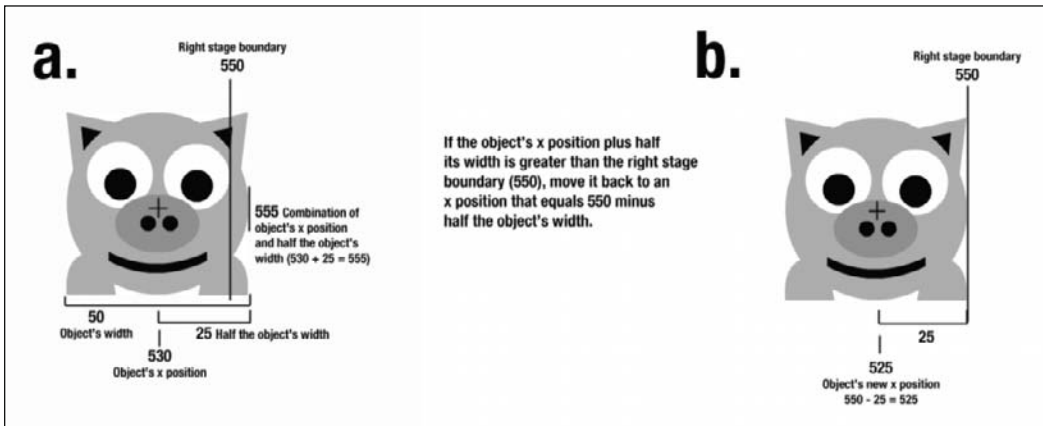 a.
Right stage boundary
550
555 Combination of
object's x position
and half the object's
width (530 + 25 = 555)
50
Object's width
25 Half the object's width
530
Object's x position
If the object's x position plus half
its width is greater than the right stage
boundary (550), move it back to an
x position that equals 550 minus
half the object's width.
b.
Right stage boundary
550
25
525
Object's new x position
550 - 25 = 525